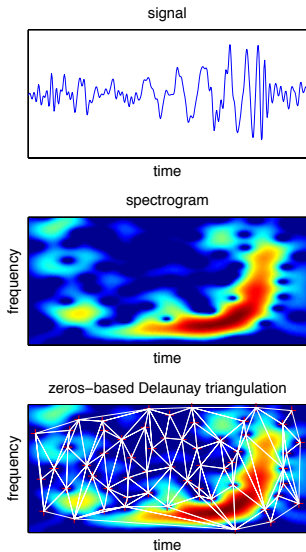 signal
time
spectrogram
frequency
time
zeros−based Delaunay triangulation
frequency
time